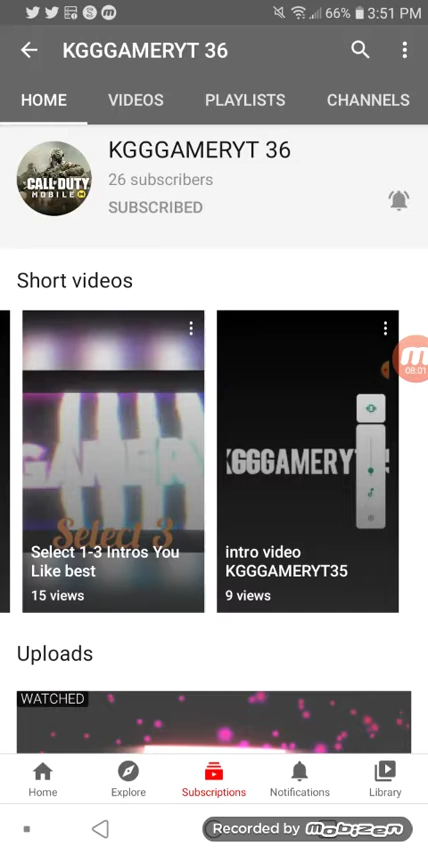 66% 3:51 PM
KGGGAMERYT 36
HOME VIDEOS PLAYLISTS CHANNELS
CALL OF DUTY
MOBILE
KGGGAMERYT 36
26 subscribers
SUBSCRIBED
Short videos
GAMERY
Select 3
Select 1-3 Intros You
Like best
15 views
KGGGAMERYT
intro video
KGGGAMERYT35
9 views
08:01
Uploads
WATCHED
Home Explore Subscriptions Notifications Library
Recorded by mobizen